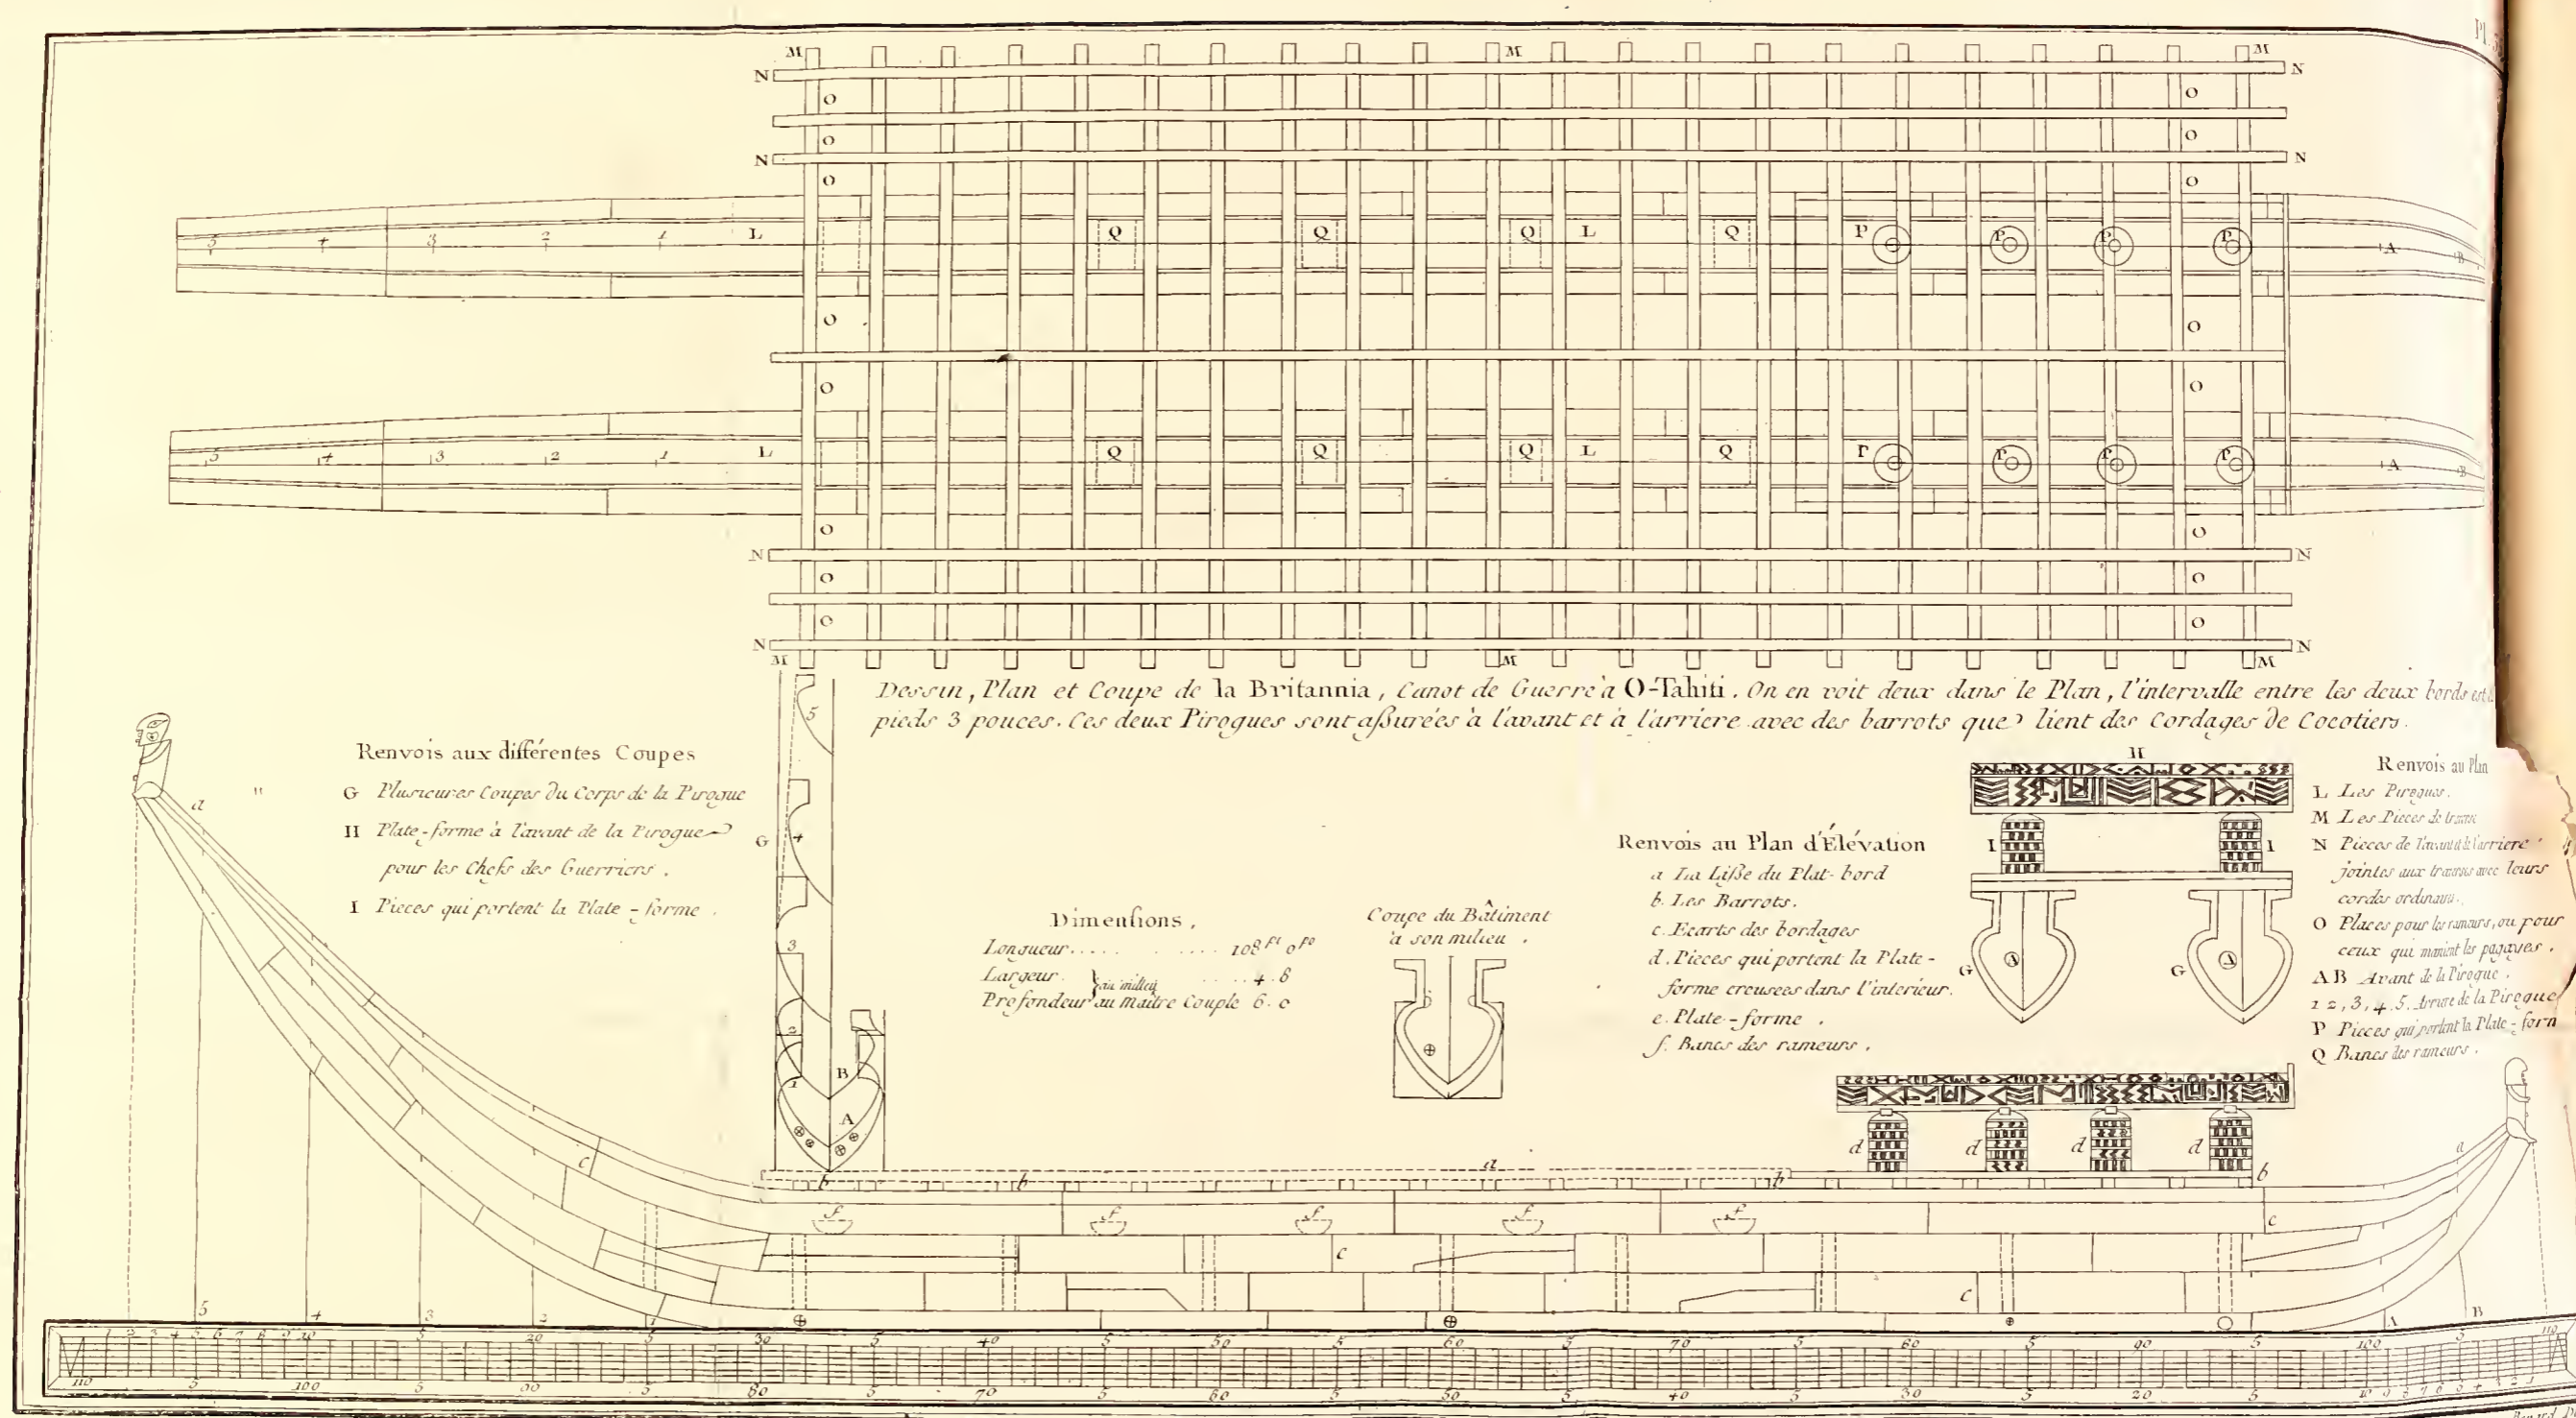 Dessin, Plan et Coupe de la Britannia, Canot de Guerre à O-Tahiti. On en voit deux dans le Plan, l'intervalle entre les deux bords est
pieds 3 pouces. Ces deux Pirogues sont aßurées à l'avant et à l'arriere avec des barrots que lient des Cordages de Cocotiers.
Renvois aux différentes Coupes
G Plusieures Coupes du Corps de la Pirogue
H Plate-forme à l'avant de la Pirogue
pour les Chefs des Guerriers.
I Pieces qui portent la Plate-forme.
Dimensions.
Longueur 108 Pi 0 Po
Largeur au milieu 4.8
Profondeur au Maître Couple 6.0
Coupe du Bâtiment
à son milieu.
Renvois au Plan d'Élévation
a La Liße du Plat-bord
b. Les Barrots.
c. Ecarts des bordages
d. Pieces qui portent la Plate-
forme creusees dans l'interieur.
e. Plate-forme.
f. Bancs des rameurs.
Renvois au Plan
L Les Pirogues.
M Les Pieces de
N Pieces de l'avant et de l'arriere
jointes aux traverses avec leurs
cordes ordinaires.
O Places pour les rameurs, ou pour
ceux qui manient les pagayes.
AB Avant de la Pirogue.
1 2, 3, 4. 5. Arriere de la Pirogue
P Pieces qui portent la Plate-form
Q Bancs des rameurs.